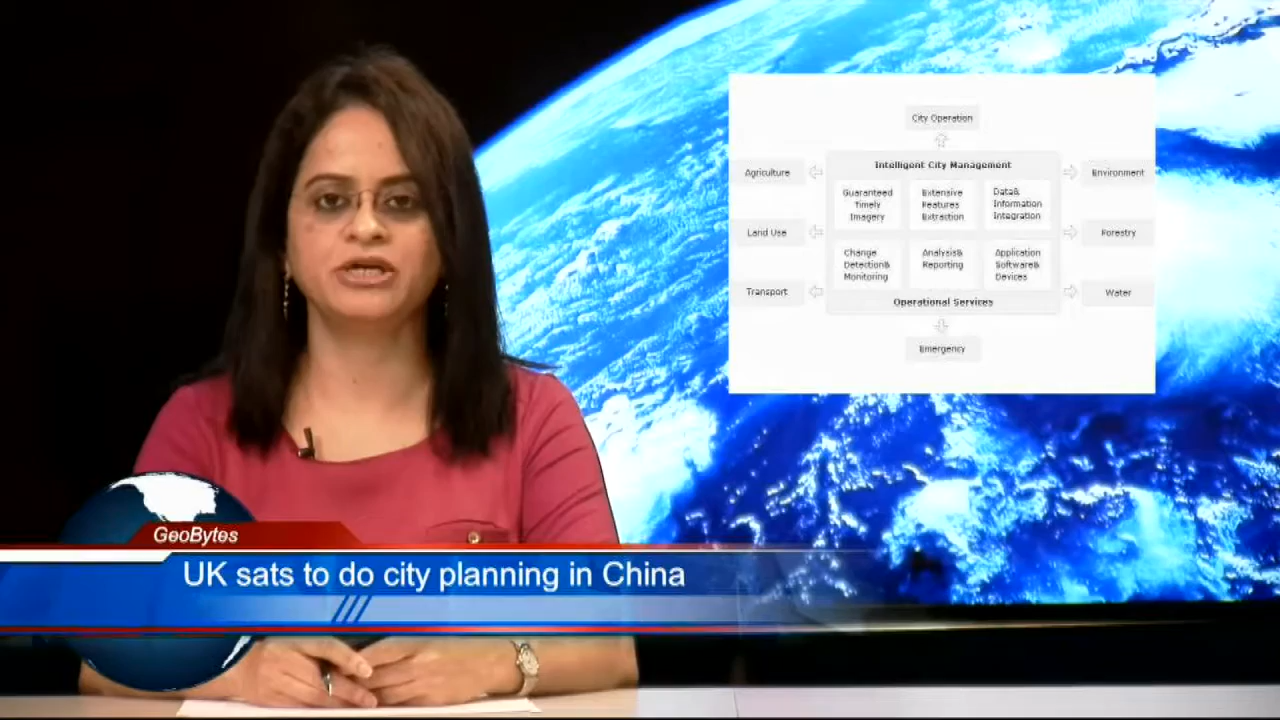 City Operation
Intelligent City Management
Agriculture
Environment
Guaranteed
Timely
Imagery
Extensive
Features
Extraction
Data&
Information
Integration
Land Use
Forestry
Change
Detection&
Monitoring
Analysis&
Reporting
Application
Software&
Devices
Transport
Water
Operational Services
Emergency
GeoBytes
UK sats to do city planning in China